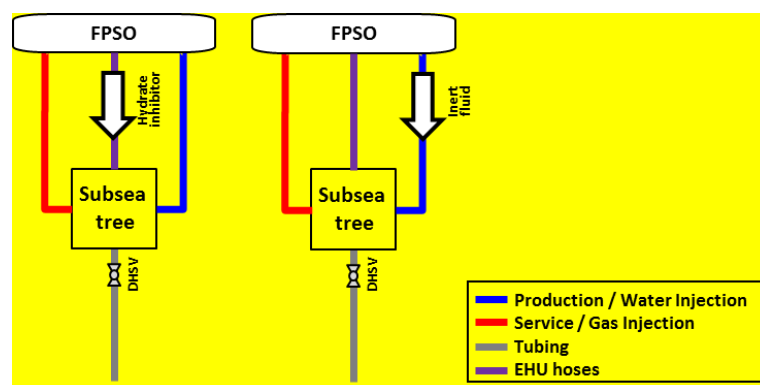 FPSO
Hydrate
inhibitor
Subsea
tree
DHSV
FPSO
Inert
fluid
Subsea
tree
DHSV
Production / Water Injection
Service / Gas Injection
Tubing
EHU hoses